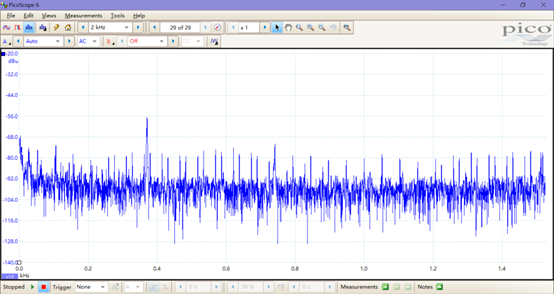 PicoScope 6
File Edit Views Measurements Tools Help
2 kHz 29 of 29 x 1
pico
Technology
A Auto AC B Off DC
-20.0
dBu
-32.0
-44.0
-56.0
-68.0
-80.0
-92.0
-104.0
-116.0
-128.0
-140.0
0.0 0.2 0.4 0.6 0.8 1.0 1.2 1.4
x1.0 kHz
Stopped Trigger None A 0 V 50 % 0 s Measurements Notes